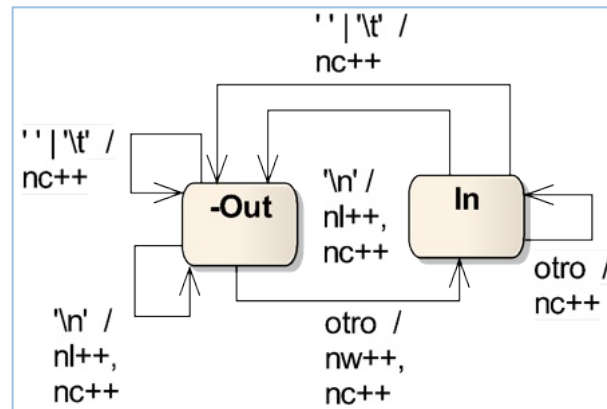 ' ' | '\t' /
nc++
' ' | '\t' /
nc++
-Out
'\n' /
nl++,
nc++
In
otro /
nc++
'\n' /
nl++,
nc++
otro /
nw++,
nc++